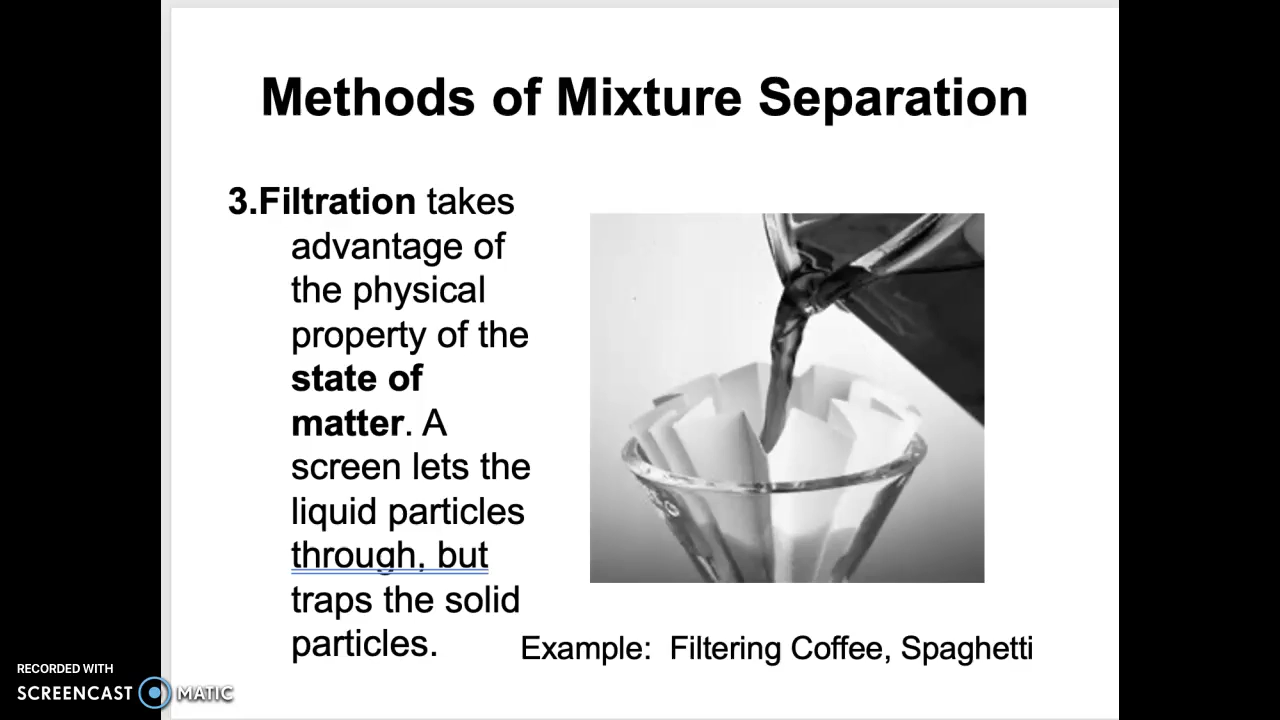 Methods of Mixture Separation
3.Filtration takes
advantage of
the physical
property of the
state of
matter. A
screen lets the
liquid particles
through, but
traps the solid
particles.
Example:  Filtering Coffee, Spaghetti
RECORDED WITH
SCREENCAST MATIC